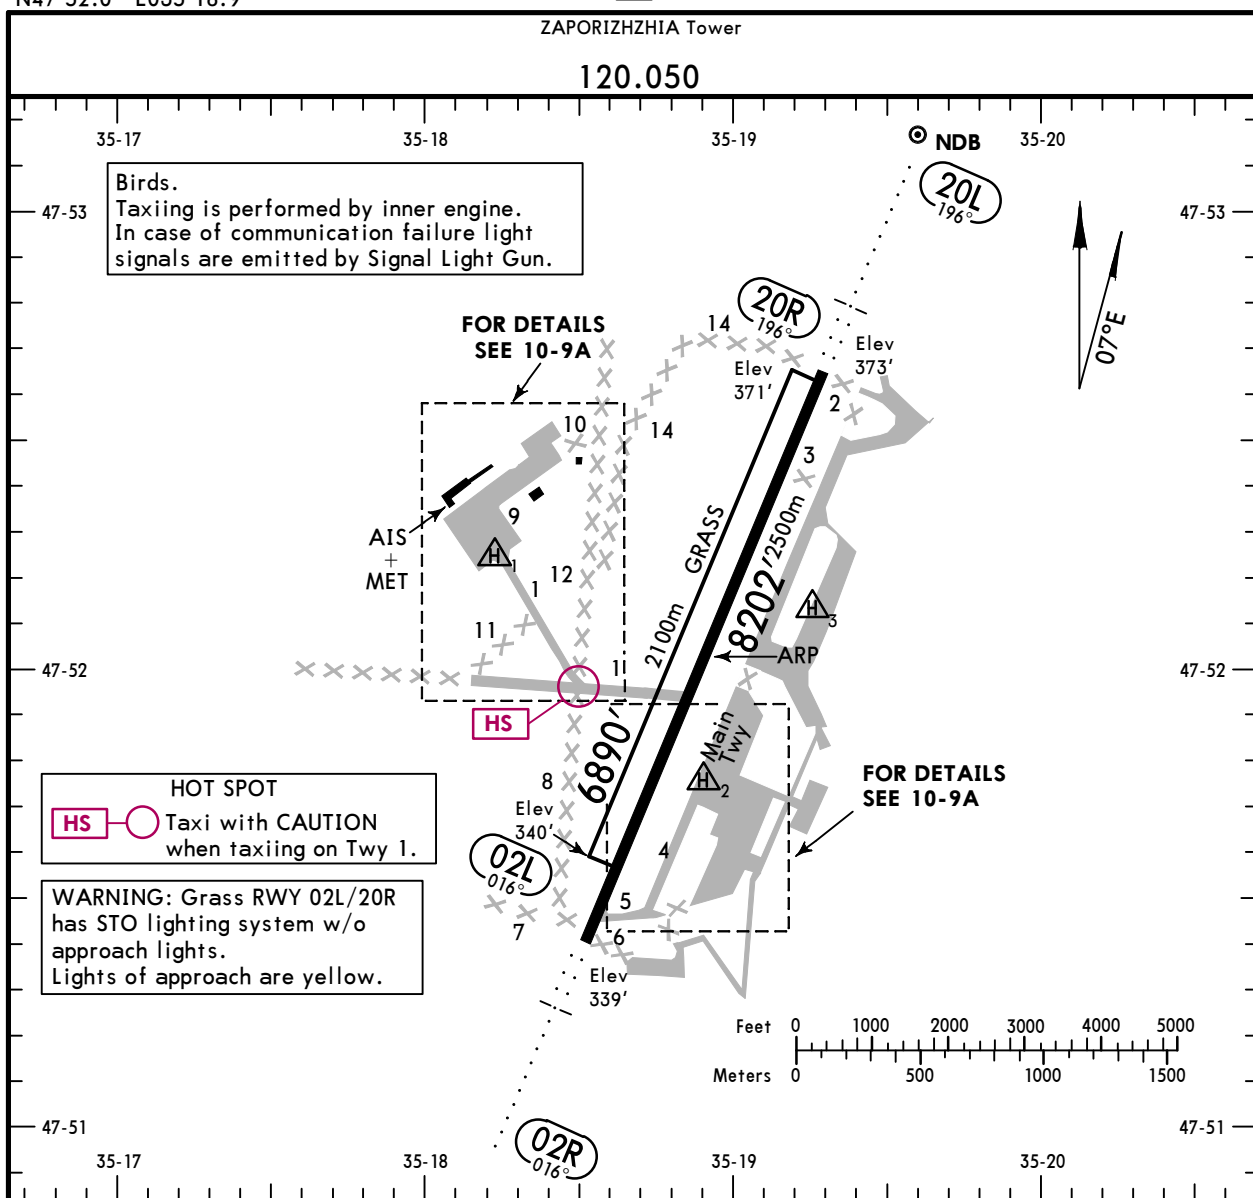 ZAPORIZHZHIA Tower
120.050
35-17
35-18
35-19
35-20
NDB
20L
196°
47-53
47-53
Birds.
Taxiing is performed by inner engine.
In case of communication failure light
signals are emitted by Signal Light Gun.
07°E
FOR DETAILS
SEE 10-9A
20R
196°
14
Elev
371'
Elev
373'
2
10
14
3
9
AIS
+
MET
H
1
1
12
11
GRASS
2100m
8202'
2500m
H
3
ARP
47-52
47-52
1
HS
6890'
Main
Twy
H
2
FOR DETAILS
SEE 10-9A
HOT SPOT
HS
Taxi with CAUTION
when taxiing on Twy 1.
8
Elev
340'
02L
016°
4
5
6
7
WARNING: Grass RWY 02L/20R
has STO lighting system w/o
approach lights.
Lights of approach are yellow.
Elev
339'
Feet 0 1000 2000 3000 4000 5000
Meters 0 500 1000 1500
47-51
47-51
02R
016°
35-17
35-18
35-19
35-20